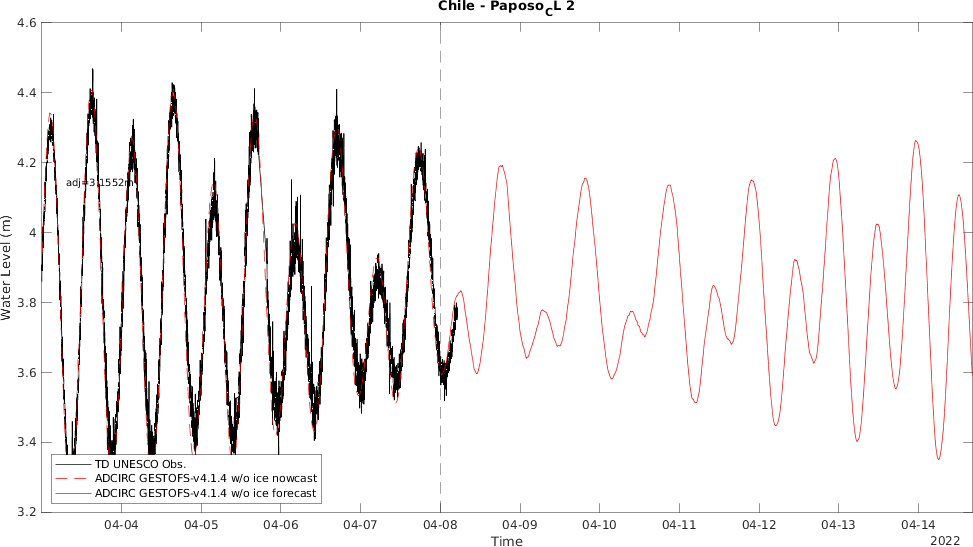 Chile - Paposo_CL 2
4.6
4.4
4.2
4
3.8
3.6
3.4
3.2
Water Level (m)
adj=3.1552m
TD UNESCO Obs.
ADCIRC GESTOFS-v4.1.4 w/o ice nowcast
ADCIRC GESTOFS-v4.1.4 w/o ice forecast
04-04 04-05 04-06 04-07 04-08 04-09 04-10 04-11 04-12 04-13 04-14
Time
2022